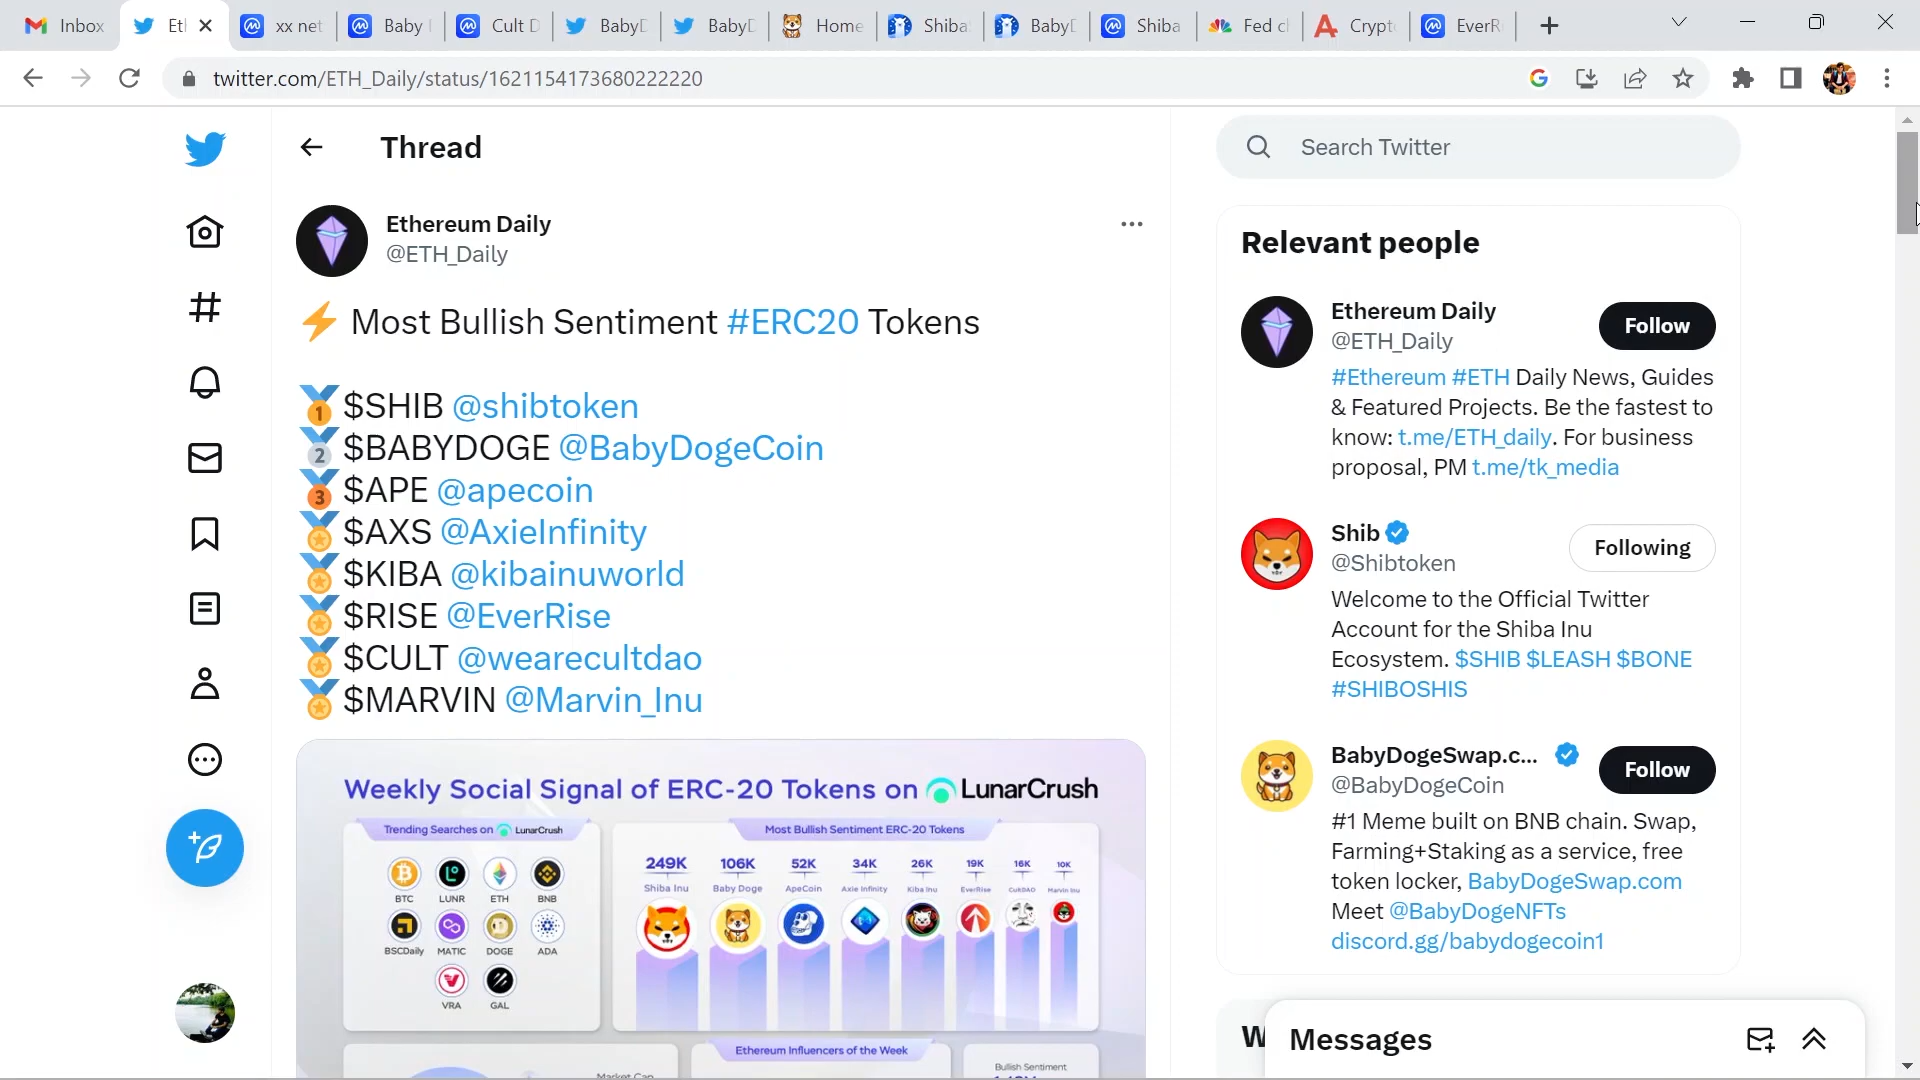 Inbox
Et
xx net
Baby
Cult D
BabyD
BabyD
Home
Shiba
BabyD
Shiba
Fed ch
Crypt
EverR
twitter.com/ETH_Daily/status/1621154173680222220
Thread
Search Twitter
Ethereum Daily
@ETH_Daily
⚡ Most Bullish Sentiment #ERC20 Tokens
🥇$SHIB @shibtoken
🥈$BABYDOGE @BabyDogeCoin
🥉$APE @apecoin
🏅$AXS @AxieInfinity
🏅$KIBA @kibainuworld
🏅$RISE @EverRise
🏅$CULT @wearecultdao
🏅$MARVIN @Marvin_Inu
Weekly Social Signal of ERC-20 Tokens on LunarCrush
Trending Searches on LunarCrush
BTC LUNR ETH BNB
BSCDaily MATIC DOGE ADA
VRA GAL
Most Bullish Sentiment ERC-20 Tokens
249K 106K 52K 34K 26K 19K 16K 10K
Shiba Inu Baby Doge ApeCoin Axie Infinity Kiba Inu EverRise CultDAO Marvin Inu
Market Cap
Ethereum Influencers of the Week
Bullish Sentiment
Relevant people
Ethereum Daily
@ETH_Daily
Follow
#Ethereum #ETH Daily News, Guides
& Featured Projects. Be the fastest to
know: t.me/ETH_daily. For business
proposal, PM t.me/tk_media
Shib
@Shibtoken
Following
Welcome to the Official Twitter
Account for the Shiba Inu
Ecosystem. $SHIB $LEASH $BONE
#SHIBOSHIS
BabyDogeSwap.c...
@BabyDogeCoin
Follow
#1 Meme built on BNB chain. Swap,
Farming+Staking as a service, free
token locker, BabyDogeSwap.com
Meet @BabyDogeNFTs
discord.gg/babydogecoin1
W
Messages